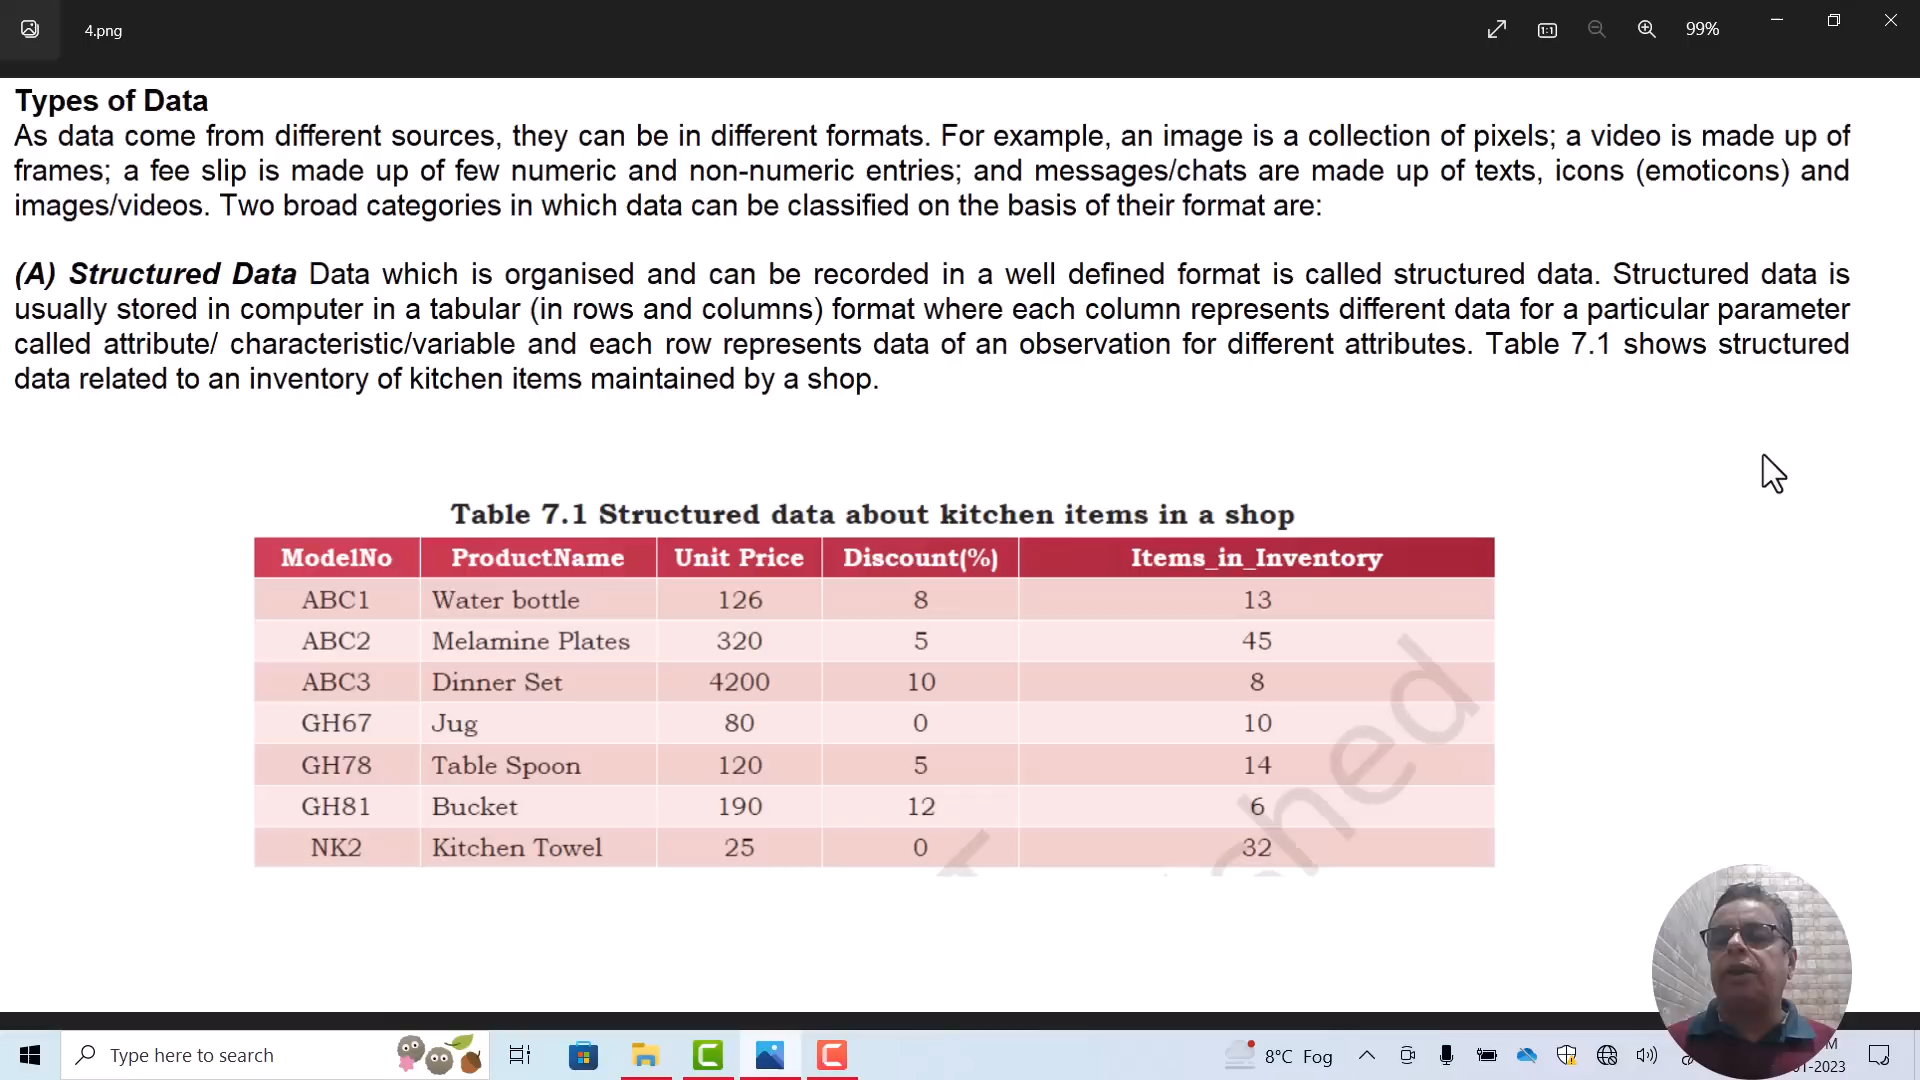 4.png
99%
Types of Data
As data come from different sources, they can be in different formats. For example, an image is a collection of pixels; a video is made up of
frames; a fee slip is made up of few numeric and non-numeric entries; and messages/chats are made up of texts, icons (emoticons) and
images/videos. Two broad categories in which data can be classified on the basis of their format are:
(A) Structured Data Data which is organised and can be recorded in a well defined format is called structured data. Structured data is
usually stored in computer in a tabular (in rows and columns) format where each column represents different data for a particular parameter
called attribute/ characteristic/variable and each row represents data of an observation for different attributes. Table 7.1 shows structured
data related to an inventory of kitchen items maintained by a shop.
Table 7.1 Structured data about kitchen items in a shop
ModelNo ProductName Unit Price Discount(%) Items_in_Inventory
ABC1 Water bottle 126 8 13
ABC2 Melamine Plates 320 5 45
ABC3 Dinner Set 4200 10 8
GH67 Jug 80 0 10
GH78 Table Spoon 120 5 14
GH81 Bucket 190 12 6
NK2 Kitchen Towel 25 0 32
Type here to search
8°C Fog